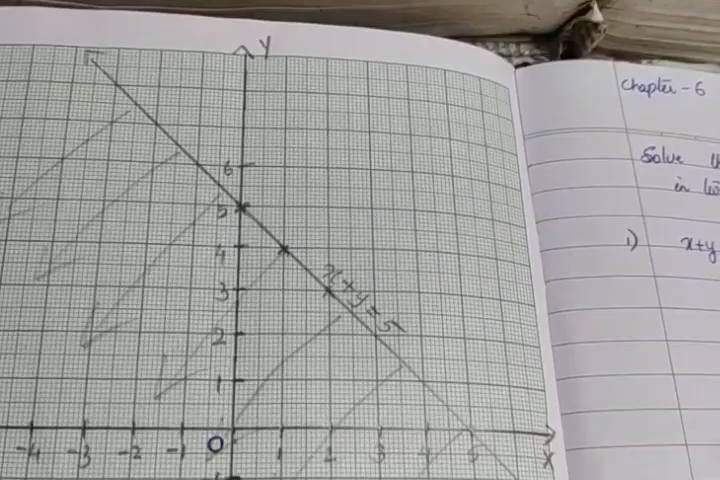 Y
6
5
4
3
2
1
x+y=5
-4 -3 -2 -1 0 1 2 3 4 5 X
Chapter-6
Solve
in
1) x+y